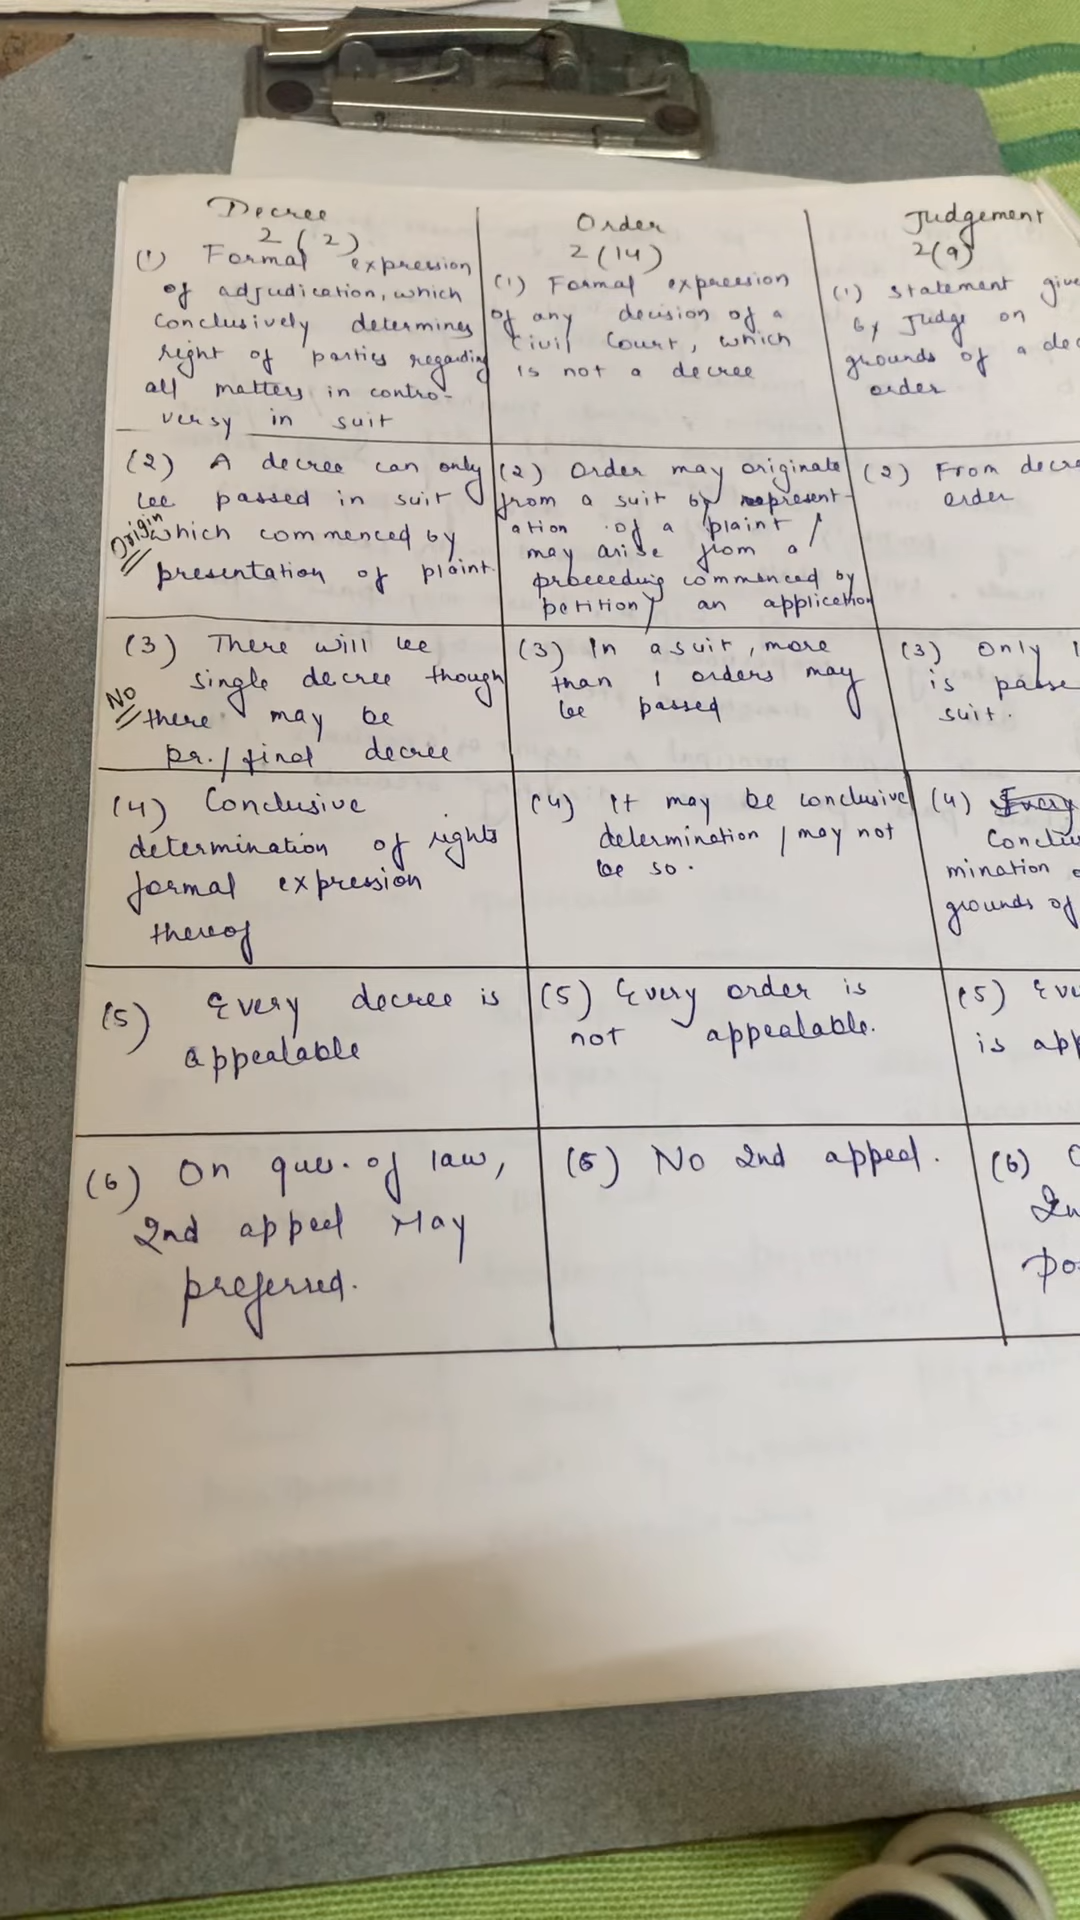 Decree
2(2)
(1) Formal expression
of adjudication, which
conclusively determines
right of parties regarding
all matters in contro-
versy in suit
Order
2(14)
(1) Formal expression
of any decision of a
Civil Court, which
is not a decree
Judgement
2(9)
(1) statement give
by Judge on
grounds of a dec
order
(2) A decree can only
be passed in suit
Origin
which commenced by
presentation of plaint.
(2) Order may originate
from a suit by represent-
ation of a plaint /
may arise from a
proceeding commenced by
petition / an application
(2) From decre
order
(3) There will be
single decree though
No
there may be
pr./final decree
(3) In a suit, more
than 1 orders may
be passed
(3) Only 1
is passe
suit.
(4) Conclusive
determination of rights
formal expression
thereof
(4) It may be conclusive
determination / may not
be so.
(4) Every
Conclu
mination
grounds of
(5) Every decree is
appealable
(5) Every order is
not appealable.
(5) Eve
is app
(6) On ques. of law,
2nd appeal May
preferred.
(6) No 2nd appeal.
(6)
2n
po